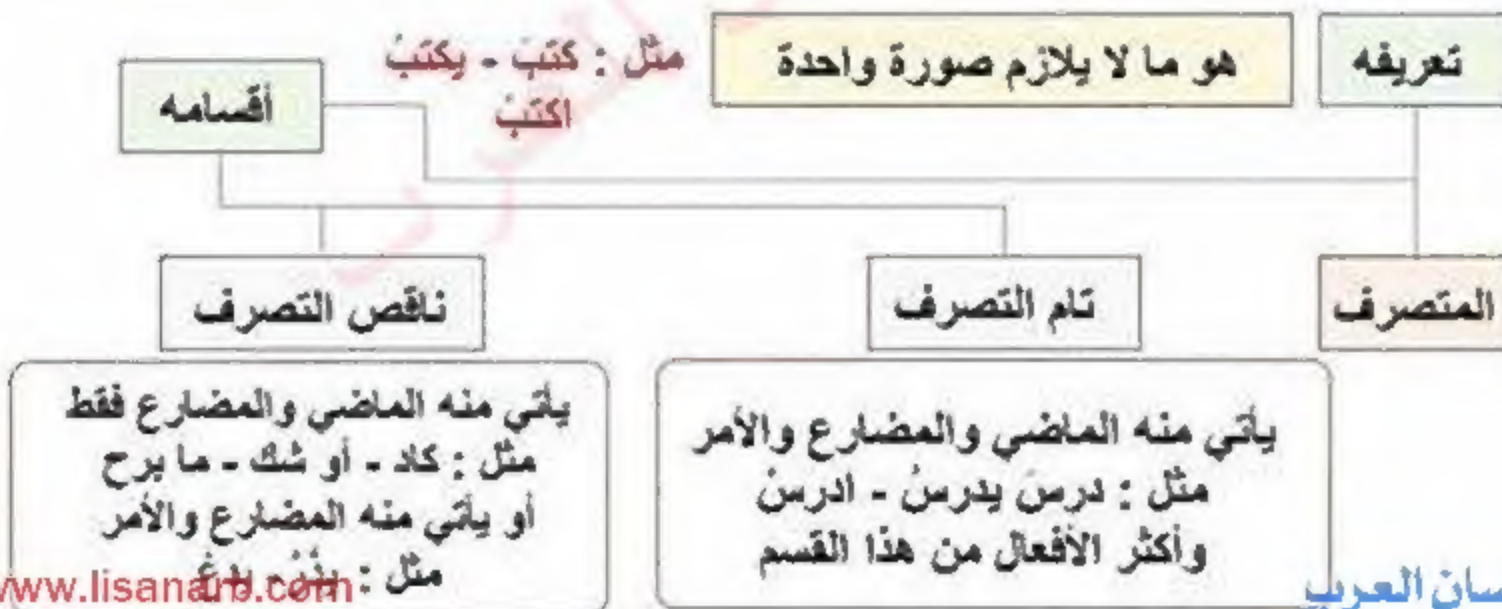 تعريفه
هو ما لا يلازم صورة واحدة
مثل : كتبَ - يكتبُ
اكتبْ
أقسامه
المتصرف
تام التصرف
ناقص التصرف
يأتي منه الماضي والمضارع والأمر
مثل : درسَ يدرسُ - ادرسْ
وأكثر الأفعال من هذا القسم
يأتي منه الماضي والمضارع فقط
مثل : كاد - أو شك - ما برح
أو يأتي منه المضارع والأمر
مثل :
www.lisanarb.com
سان العرب